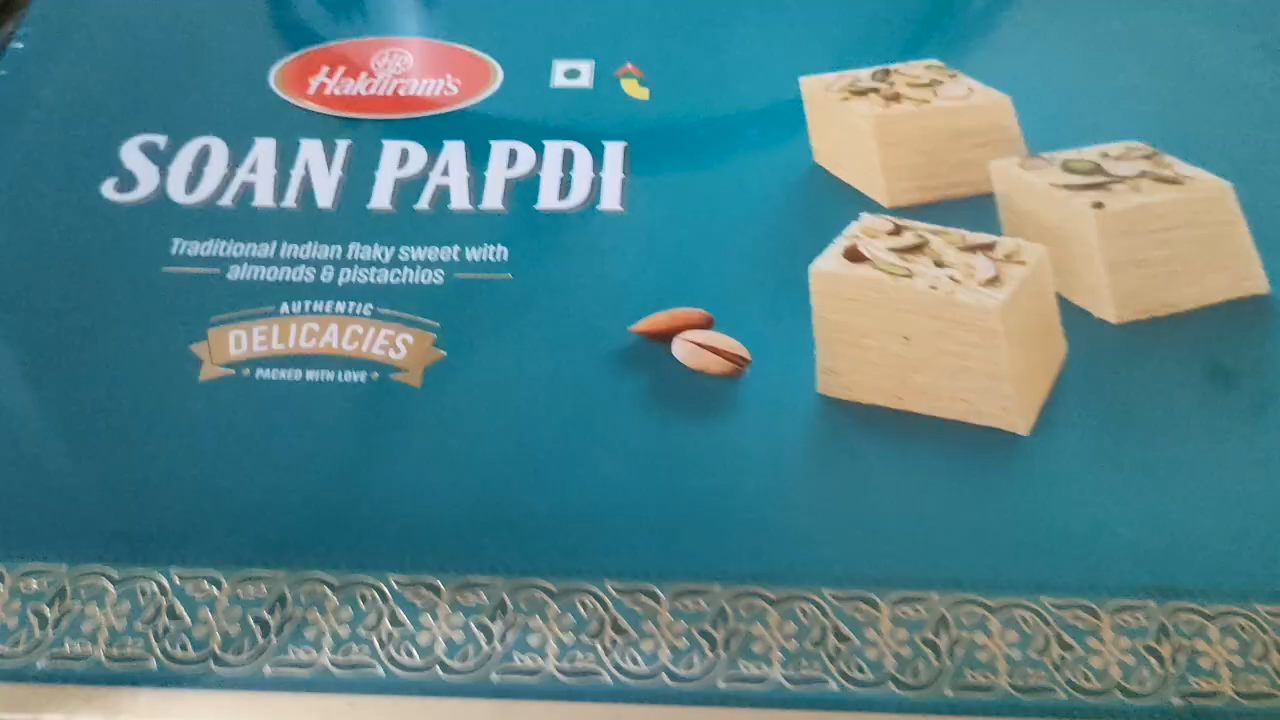 Haldiram's
SOAN PAPDI
Traditional Indian flaky sweet with
almonds & pistachios
AUTHENTIC
DELICACIES
PACKED WITH LOVE